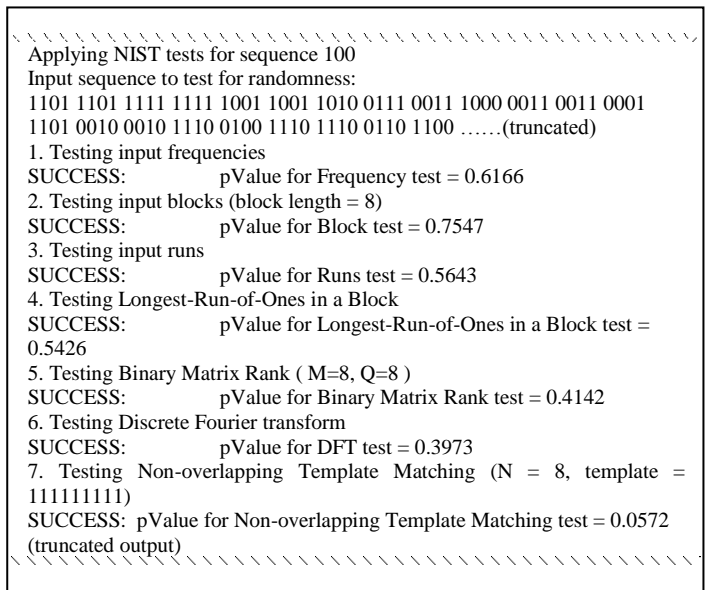 Applying NIST tests for sequence 100
Input sequence to test for randomness:
1101 1101 1111 1111 1001 1001 1010 0111 0011 1000 0011 0011 0001
1101 0010 0010 1110 0100 1110 1110 0110 1100 ……(truncated)
1. Testing input frequencies
SUCCESS: pValue for Frequency test = 0.6166
2. Testing input blocks (block length = 8)
SUCCESS: pValue for Block test = 0.7547
3. Testing input runs
SUCCESS: pValue for Runs test = 0.5643
4. Testing Longest-Run-of-Ones in a Block
SUCCESS: pValue for Longest-Run-of-Ones in a Block test =
0.5426
5. Testing Binary Matrix Rank ( M=8, Q=8 )
SUCCESS: pValue for Binary Matrix Rank test = 0.4142
6. Testing Discrete Fourier transform
SUCCESS: pValue for DFT test = 0.3973
7. Testing Non-overlapping Template Matching (N = 8, template =
111111111)
SUCCESS: pValue for Non-overlapping Template Matching test = 0.0572
(truncated output)